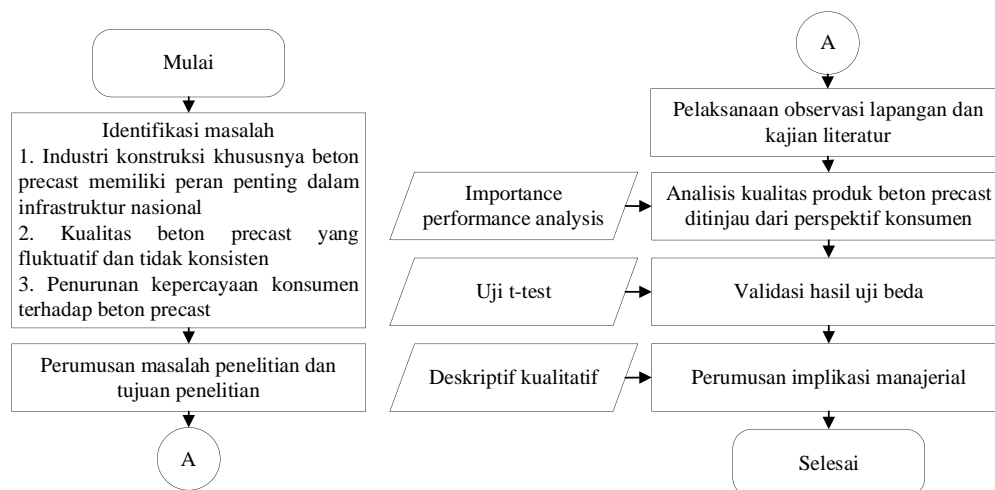 Mulai
Identifikasi masalah
1. Industri konstruksi khususnya beton
precast memiliki peran penting dalam
infrastruktur nasional
2. Kualitas beton precast yang
fluktuatif dan tidak konsisten
3. Penurunan kepercayaan konsumen
terhadap beton precast
Perumusan masalah penelitian dan
tujuan penelitian
A
A
Pelaksanaan observasi lapangan dan
kajian literatur
Importance
performance analysis
Analisis kualitas produk beton precast
ditinjau dari perspektif konsumen
Uji t-test
Validasi hasil uji beda
Deskriptif kualitatif
Perumusan implikasi manajerial
Selesai